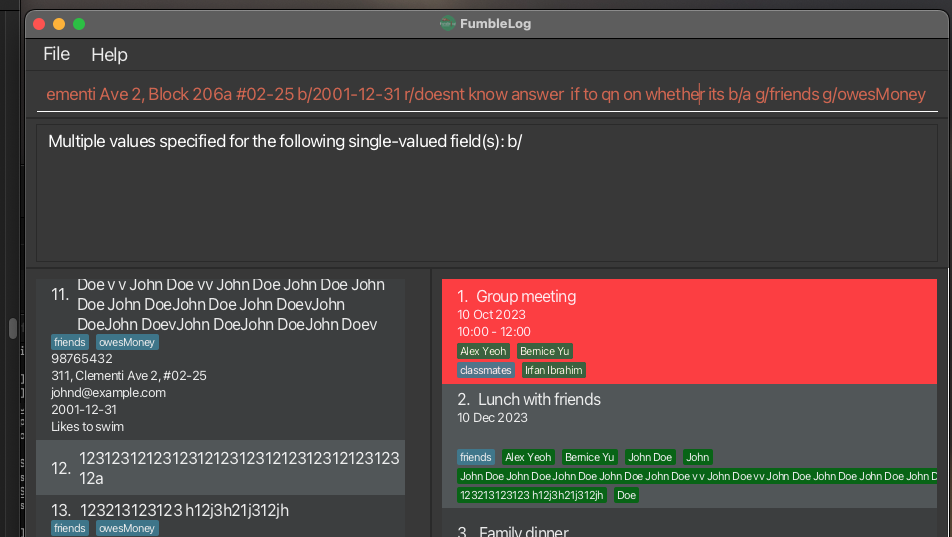 FumbleLog
File Help
ementi Ave 2, Block 206a #02-25 b/2001-12-31 r/doesnt know answer if to qn on whether its b/a g/friends g/owesMoney
Multiple values specified for the following single-valued field(s): b/
Doe v v John Doe vv John Doe John Doe John
11. Doe John DoeJohn Doe John DoevJohn
DoeJohn DoevJohn DoeJohn DoeJohn Doev
friends owesMoney
98765432
311, Clementi Ave 2, #02-25
johnd@example.com
2001-12-31
Likes to swim
12. 12a
13. 123213123123 h12j3h21j312jh
friends owesMoney
1. Group meeting
10 Oct 2023
10:00 - 12:00
Alex Yeoh Bernice Yu
classmates Irfan Ibrahim
2. Lunch with friends
10 Dec 2023
friends Alex Yeoh Bernice Yu John Doe John
John Doe John Doe John Doe John Doe John Doe John Doe v v John Doe vv John Doe John Doe John Doe John D
123213123123 h12j3h21j312jh Doe
3. Family dinner